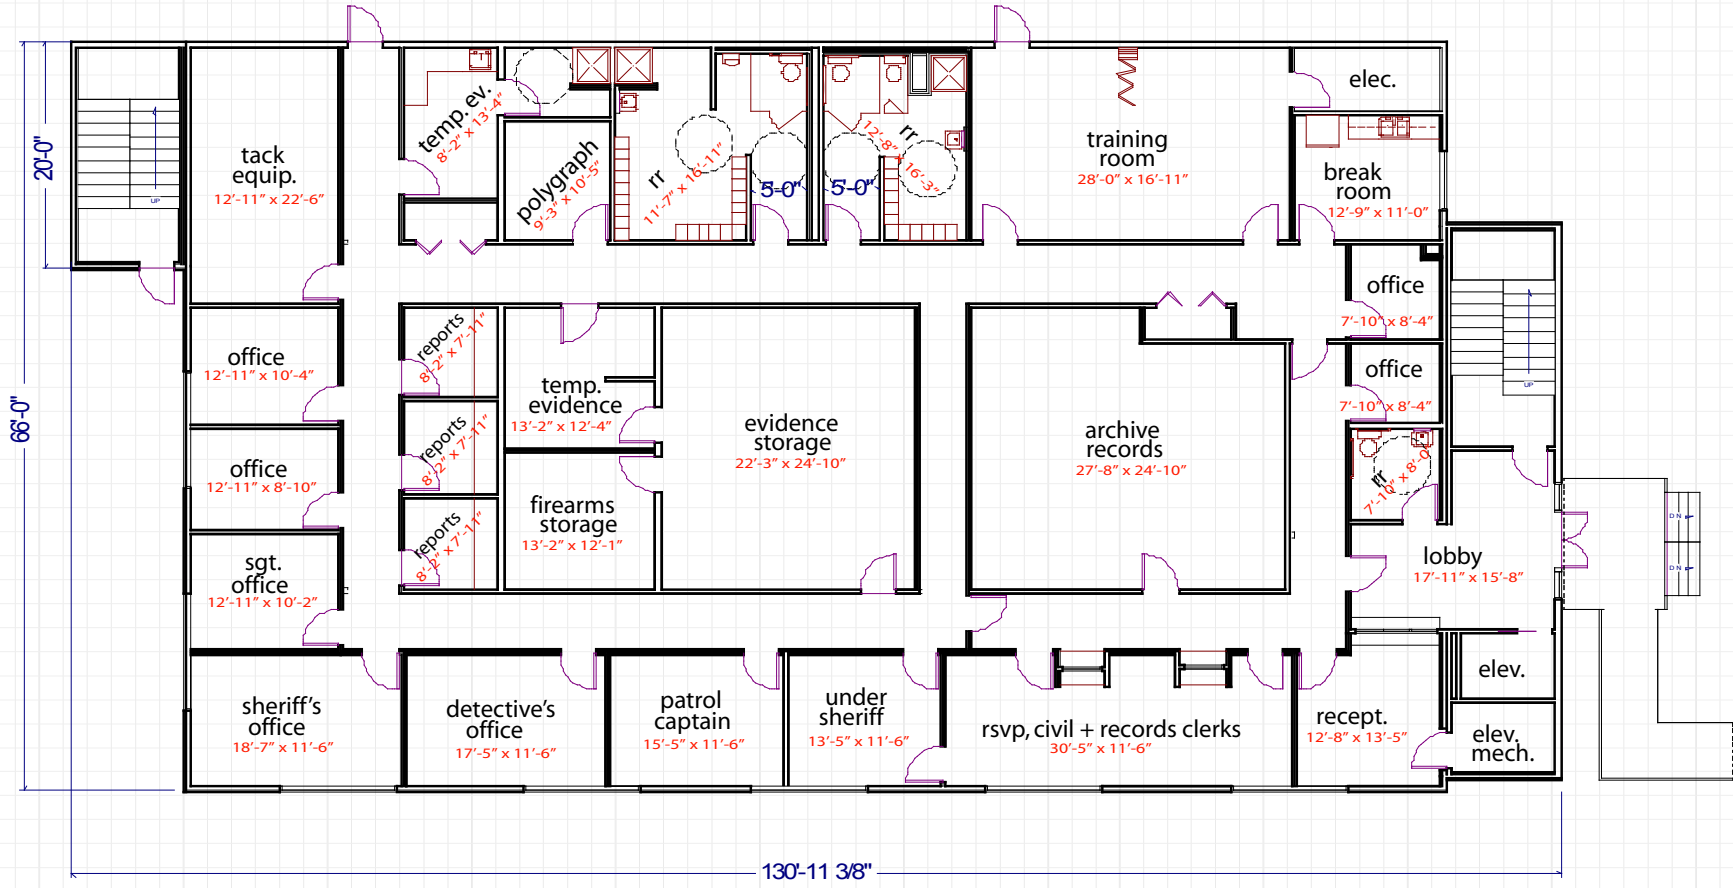 20'-0"
66'-0"
130'-11 3/8"
UP
tack
equip.
12'-11" x 22'-6"
temp. ev.
8'-2" x 13'-4"
polygraph
9'-3" x 10'-5"
rr
11'-7" x 16'-11"
5'-0"
5'-0"
rr
12'-8" x 16'-3"
training
room
28'-0" x 16'-11"
elec.
break
room
12'-9" x 11'-0"
office
7'-10" x 8'-4"
office
7'-10" x 8'-4"
UP
office
12'-11" x 10'-4"
office
12'-11" x 8'-10"
sgt.
office
12'-11" x 10'-2"
reports
8'-2" x 7'-11"
reports
8'-2" x 7'-11"
reports
8'-2" x 7'-11"
temp.
evidence
13'-2" x 12'-4"
firearms
storage
13'-2" x 12'-1"
evidence
storage
22'-3" x 24'-10"
archive
records
27'-8" x 24'-10"
rr
7'-10" x 8'-0"
lobby
17'-11" x 15'-8"
DN
DN
sheriff's
office
18'-7" x 11'-6"
detective's
office
17'-5" x 11'-6"
patrol
captain
15'-5" x 11'-6"
under
sheriff
13'-5" x 11'-6"
rsvp, civil + records clerks
30'-5" x 11'-6"
recept.
12'-8" x 13'-5"
elev.
elev.
mech.